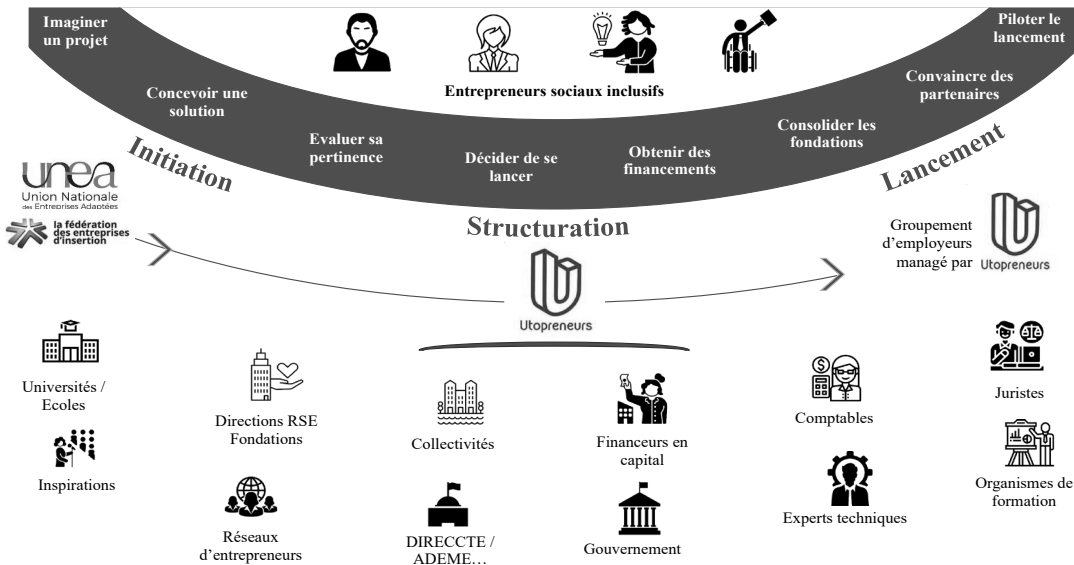 Imaginer
un projet
Concevoir une
solution
Evaluer sa
pertinence
Décider de se
lancer
Obtenir des
financements
Consolider les
fondations
Convaincre des
partenaires
Piloter le
lancement
Entrepreneurs sociaux inclusifs
Initiation
Structuration
Lancement
unea
Union Nationale
des Entreprises Adaptées
la fédération
des entreprises
d'insertion
Utopreneurs
Groupement
d’employeurs
managé par
Utopreneurs
Universités /
Ecoles
Inspirations
Directions RSE
Fondations
Réseaux
d’entrepreneurs
Collectivités
DIRECCTE /
ADEME…
Financeurs en
capital
Gouvernement
Comptables
Experts techniques
Juristes
Organismes de
formation